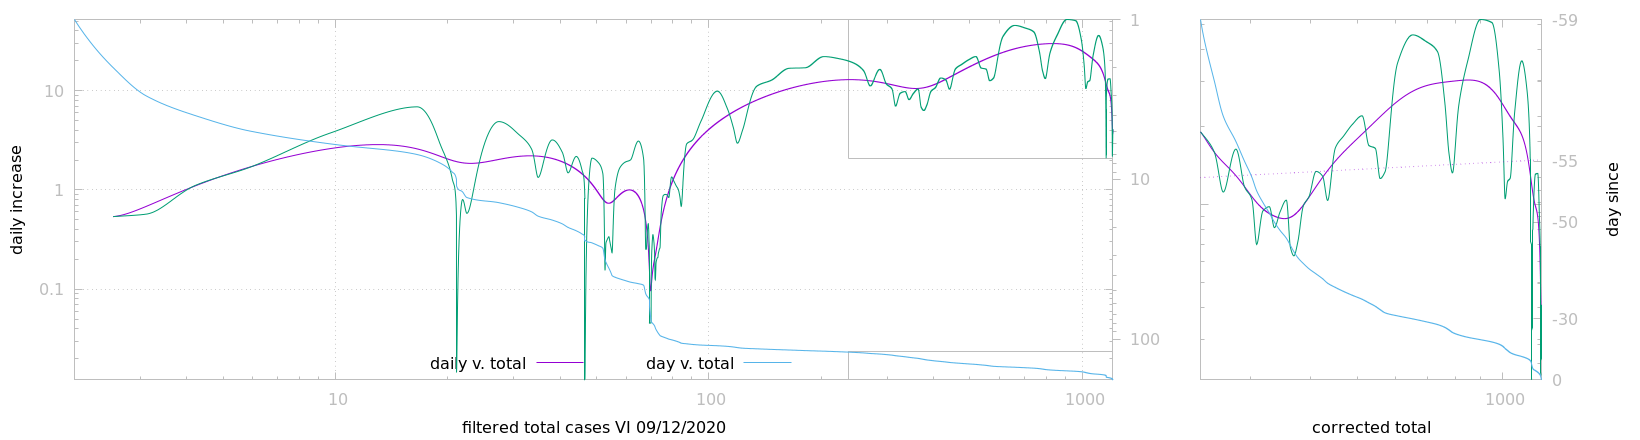 daily increase
10
1
0.1
10
100
1000
filtered total cases VI 09/12/2020
daily v. total
day v. total
1
10
100
-59
-55
-50
-30
0
day since
1000
corrected total